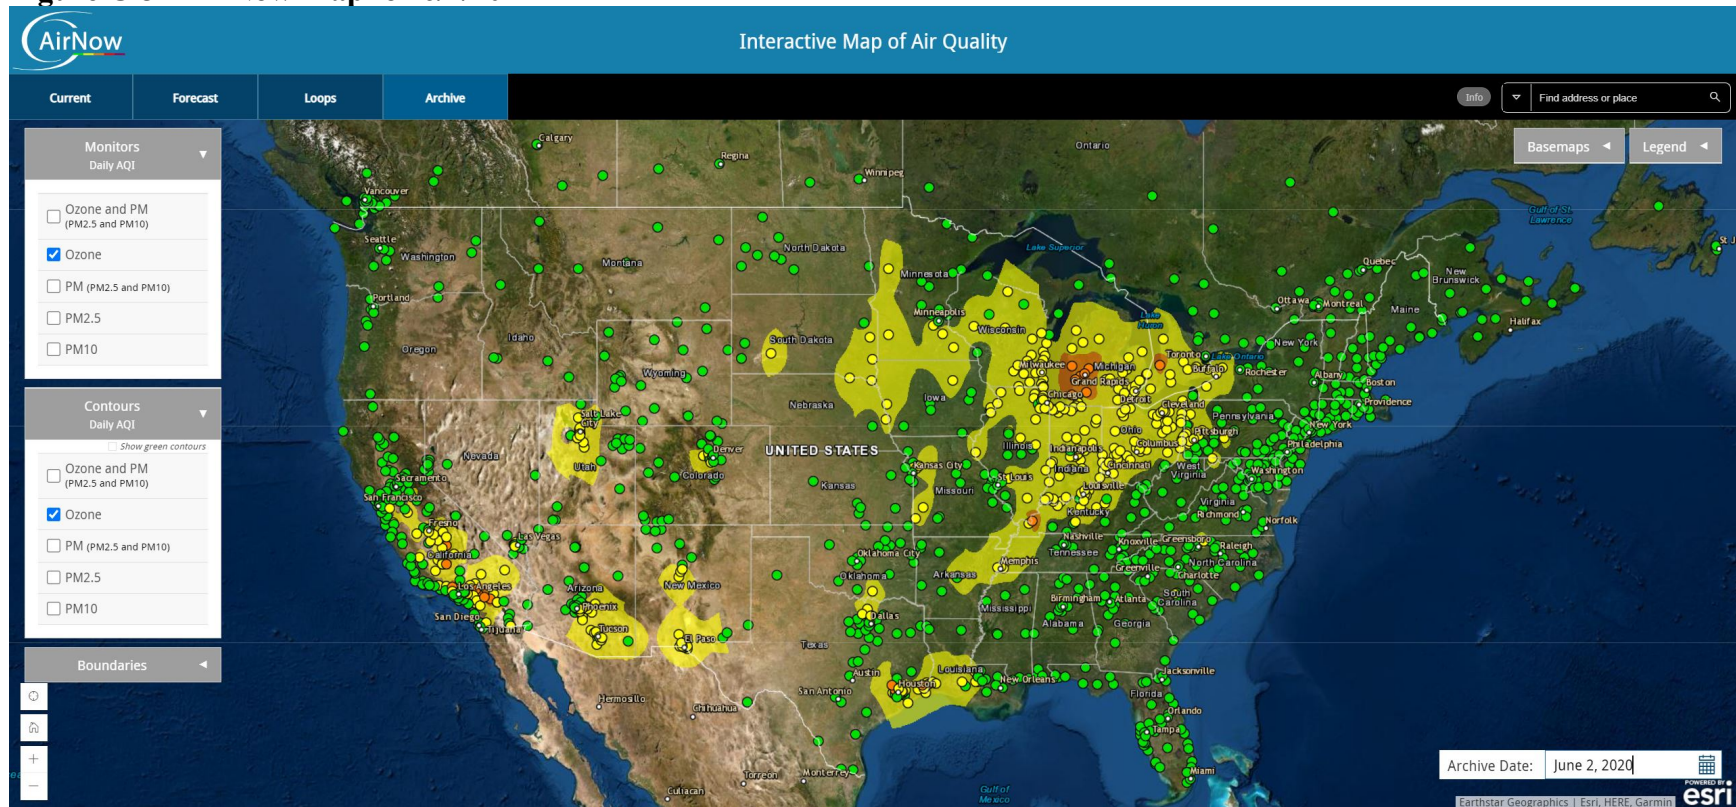 AirNow
Interactive Map of Air Quality
Current
Forecast
Loops
Archive
Info
Find address or place
Monitors
Daily AQI
Ozone and PM
(PM2.5 and PM10)
Ozone
PM (PM2.5 and PM10)
PM2.5
PM10
Contours
Daily AQI
Show green contours
Ozone and PM
(PM2.5 and PM10)
Ozone
PM (PM2.5 and PM10)
PM2.5
PM10
Boundaries
Basemaps
Legend
Calgary
Regina
Winnipeg
Ontario
Vancouver
Gulf of St.
Lawrence
Seattle
Washington
Montana
North Dakota
Minnesota
Lake Superior
Quebec
New
Brunswick
Portland
Minneapolis
Ottawa
Montreal
Maine
Halifax
Oregon
Idaho
South Dakota
Wisconsin
Lake
Huron
Toronto
Lake Ontario
New York
Wyoming
Milwaukee
Michigan
Grand Rapids
Buffalo
Rochester
Albany
Boston
Nebraska
Iowa
Chicago
Detroit
Cleveland
Providence
Salt Lake
City
Pennsylvania
New York
Nevada
Utah
Denver
Colorado
UNITED STATES
Illinois
Indianapolis
Ohio
Columbus
Pittsburgh
Philadelphia
Sacramento
San Francisco
Kansas City
Kansas
Missouri
St Louis
Indiana
Cincinnati
West
Virginia
Washington
Louisville
Kentucky
Virginia
Richmond
Norfolk
Fresno
California
Las Vegas
Oklahoma City
Nashville
Tennessee
Knoxville
Greensboro
Raleigh
Los Angeles
Arizona
New Mexico
Oklahoma
Arkansas
Memphis
Greenville
North Carolina
Charlotte
San Diego
Tijuana
Phoenix
Tucson
El Paso
Dallas
Mississippi
Birmingham
Alabama
Atlanta
Georgia
South
Carolina
Texas
Austin
San Antonio
Houston
Louisiana
New Orleans
Jacksonville
Florida
Orlando
Tampa
Miami
Hermosillo
Chihuahua
Torreon
Monterrey
Culiacan
Gulf of
Mexico
Archive Date: June 2, 2020
POWERED BY
esri
Earthstar Geographics | Esri, HERE, Garmin